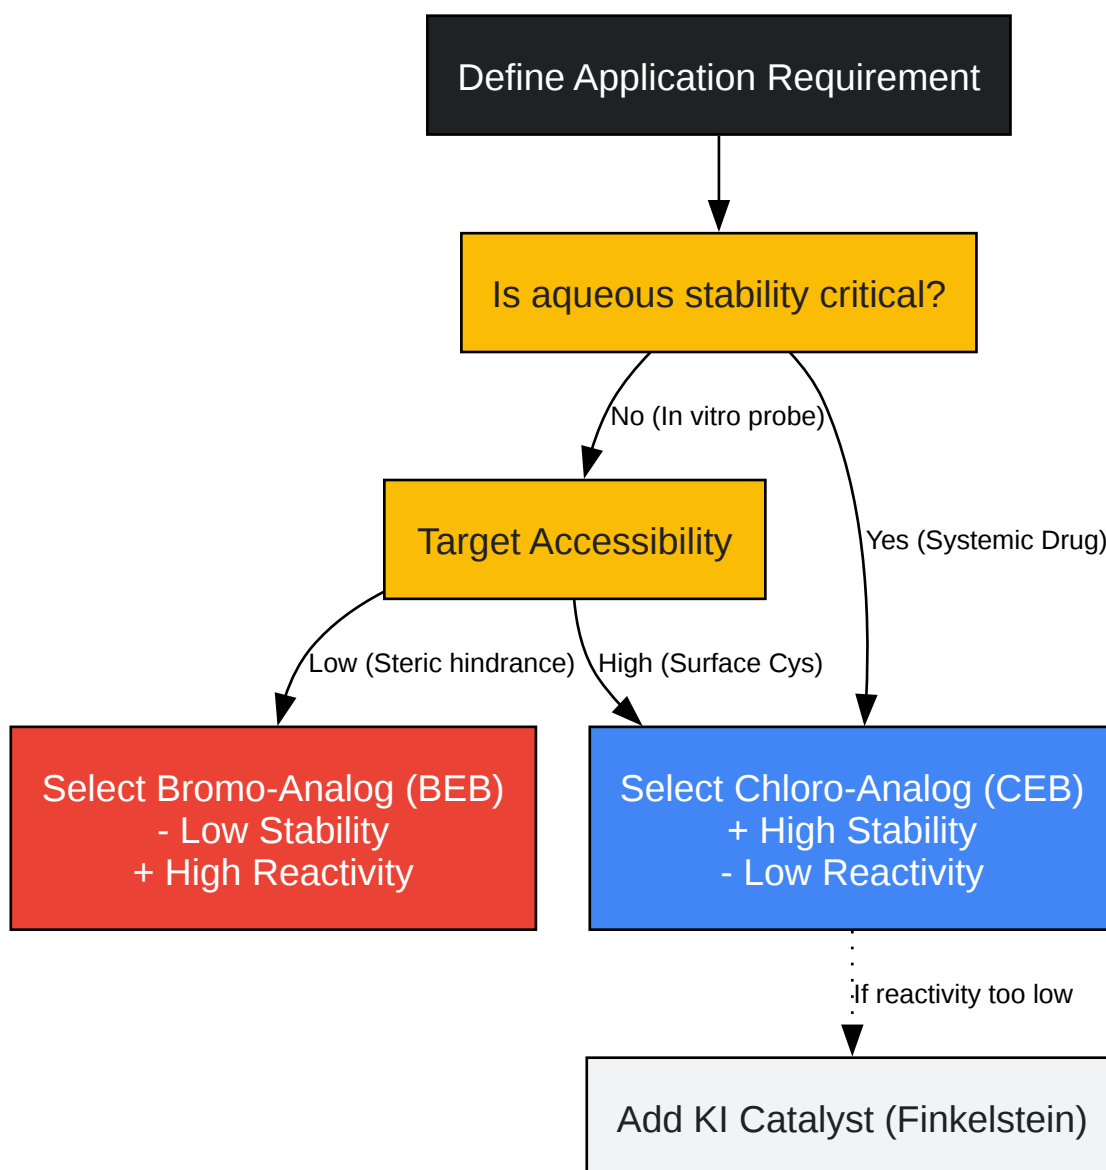 Define Application Requirement
Is aqueous stability critical?
No (In vitro probe)
Target Accessibility
Yes (Systemic Drug)
Low (Steric hindrance)
High (Surface Cys)
Select Bromo-Analog (BEB)
- Low Stability
+ High Reactivity
Select Chloro-Analog (CEB)
+ High Stability
- Low Reactivity
If reactivity too low
Add KI Catalyst (Finkelstein)